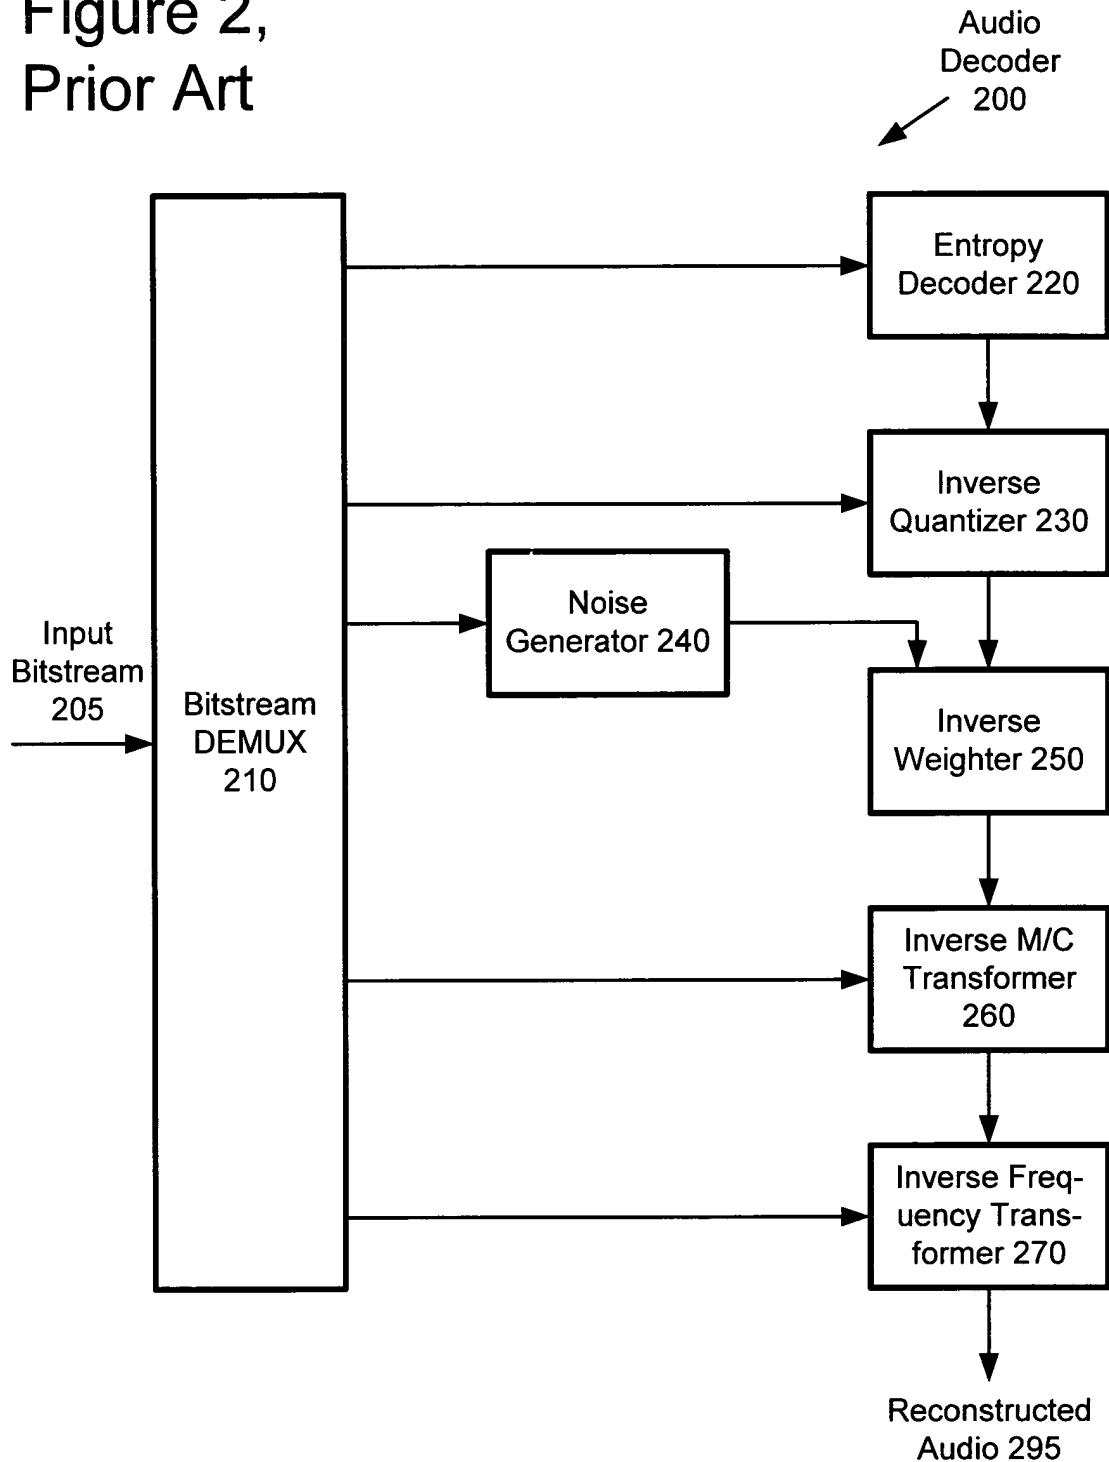 Figure 2,
Prior Art
Audio
Decoder
200
Entropy
Decoder 220
Inverse
Quantizer 230
Noise
Generator 240
Input
Bitstream
205
Bitstream
DEMUX
210
Inverse
Weighter 250
Inverse M/C
Transformer
260
Inverse Freq-
uency Trans-
former 270
Reconstructed
Audio 295